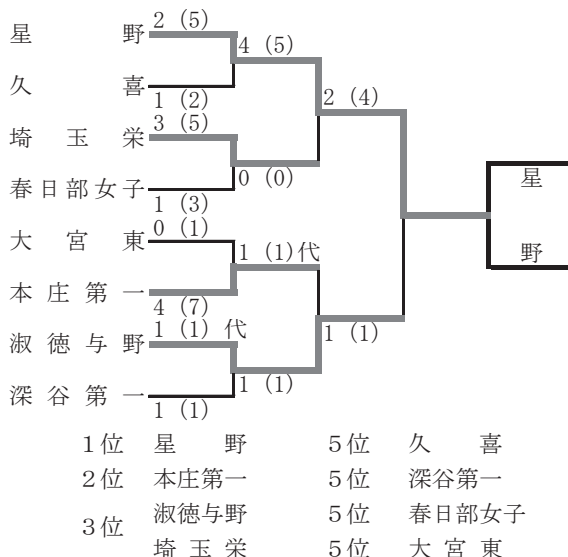 2 (5)
星野
4 (5)
久喜
1 (2)
2 (4)
3 (5)
埼玉栄
0 (0)
春日部女子
1 (3)
星野
0 (1)
大宮東
1 (1)代
本庄第一
4 (7)
1 (1)
1 (1) 代
淑徳与野
1 (1)
深谷第一
1 (1)
1位 星野 5位 久喜
2位 本庄第一 5位 深谷第一
3位 淑徳与野 5位 春日部女子
埼玉栄 5位 大宮東